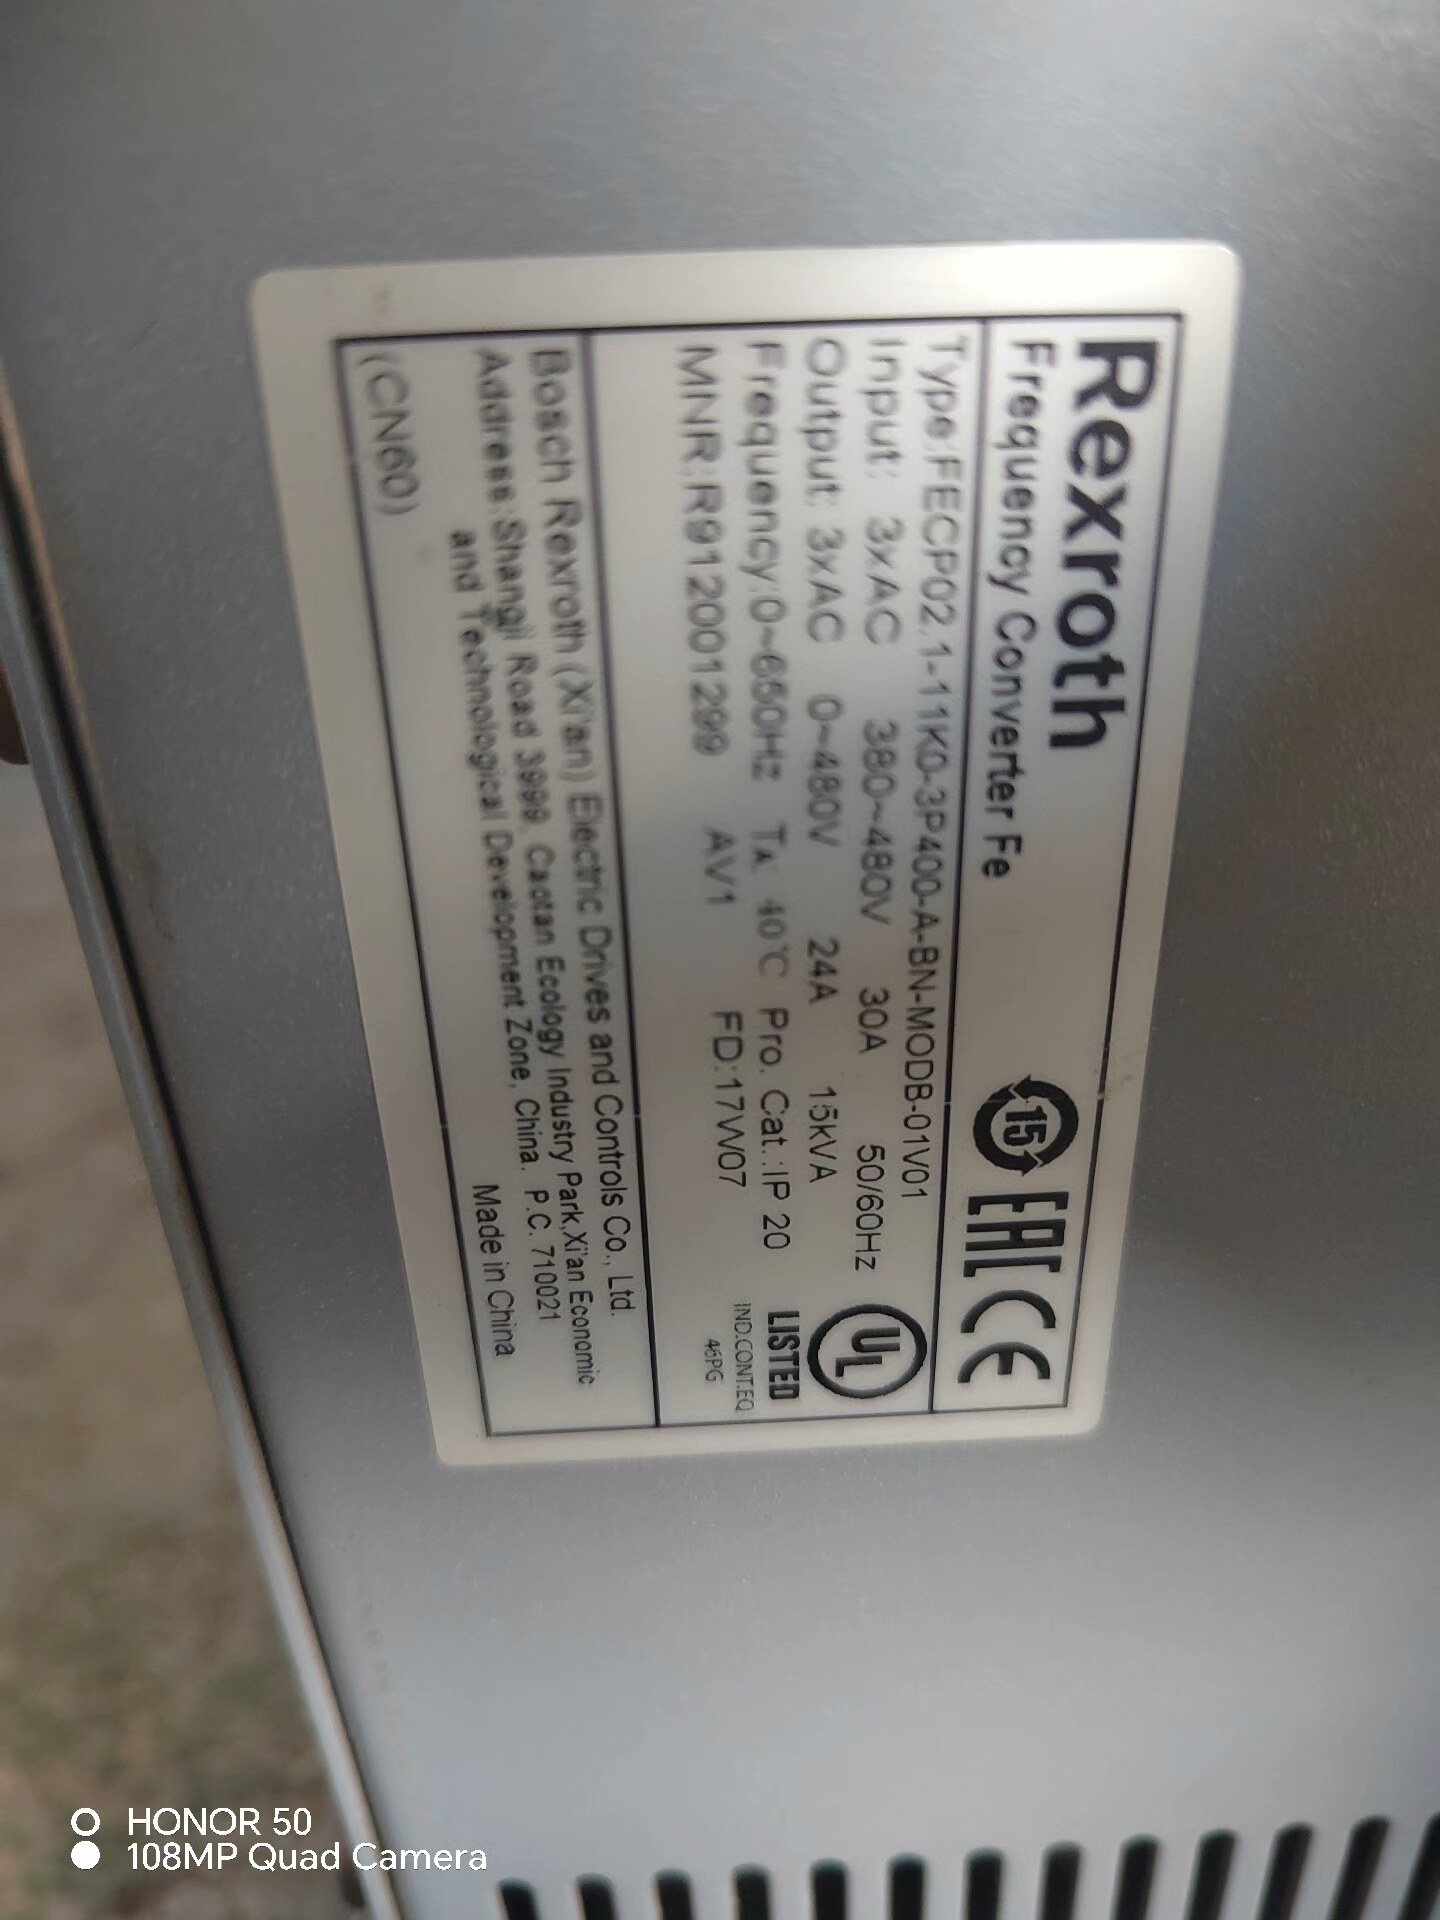 Rexroth
Frequency Converter Fe
15 EAC CE
Type:FECP02.1-11K0-3P400-A-BN-MODB-01V01
Input: 3xAC 380~480V 30A 50/60Hz
Output: 3xAC 0~480V 24A 15kVA
Frequency:0~650Hz TA: 40℃ Pro. Cat.:IP 20
MNR:R912001299 AV1 FD:17W07
UL
LISTED
IND.CONT.EQ
46PG
Bosch Rexroth (Xi'an) Electric Drives and Controls Co., Ltd.
Address:Shangji Road 3999, Caotan Ecology Industry Park,Xi'an Economic
and Technological Development Zone, China. P.C. 710021
(CN60) Made in China
HONOR 50
108MP Quad Camera